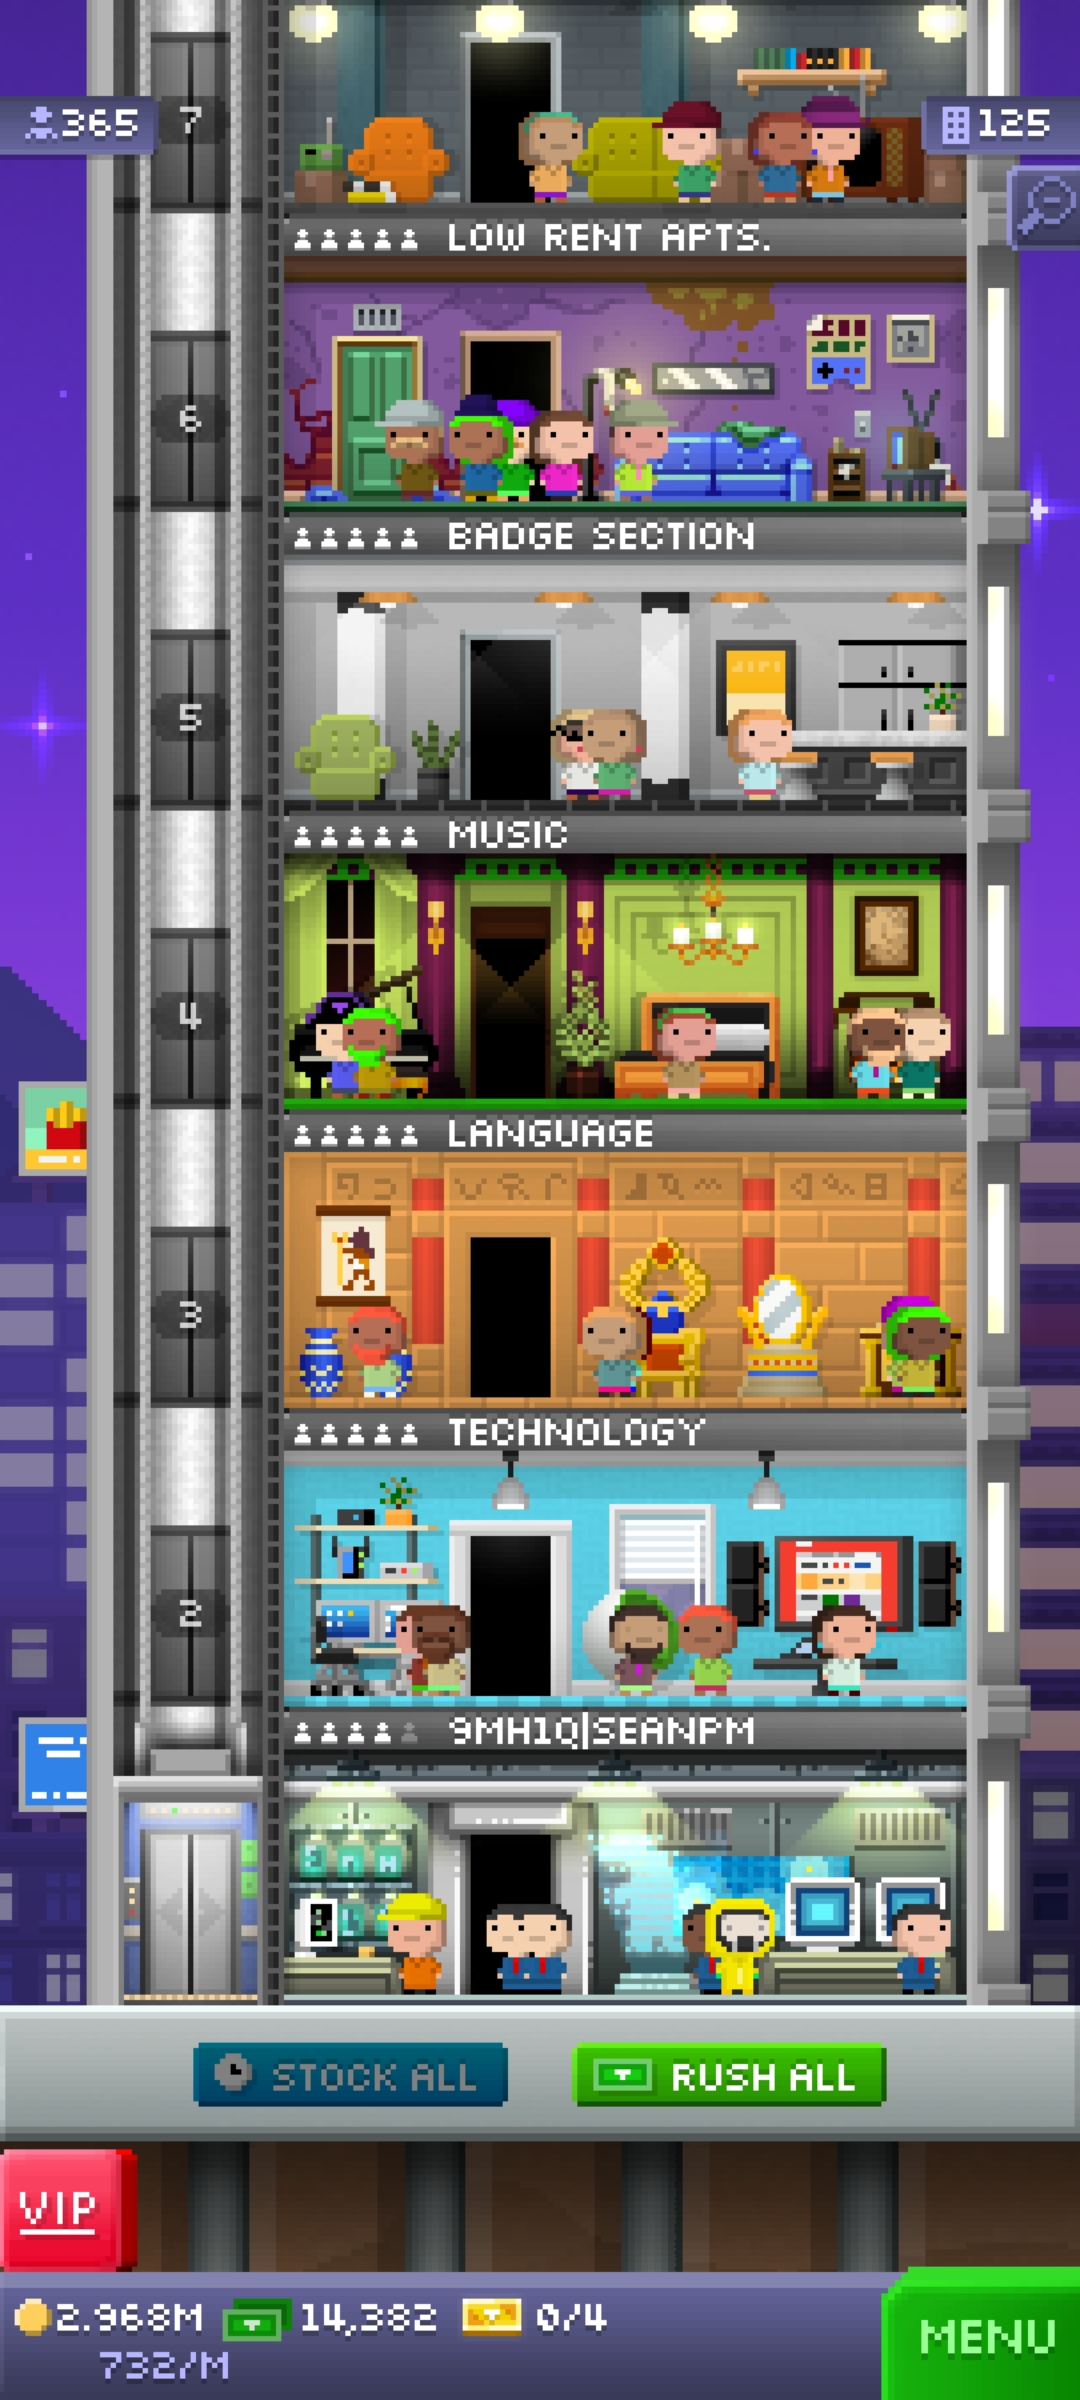 365
7
125
LOW RENT APTS.
6
BADGE SECTION
5
MUSIC
4
LANGUAGE
3
TECHNOLOGY
2
9MH1Q|SEANPM
STOCK ALL
RUSH ALL
VIP
2.968M
14,382
0/4
732/M
MENU